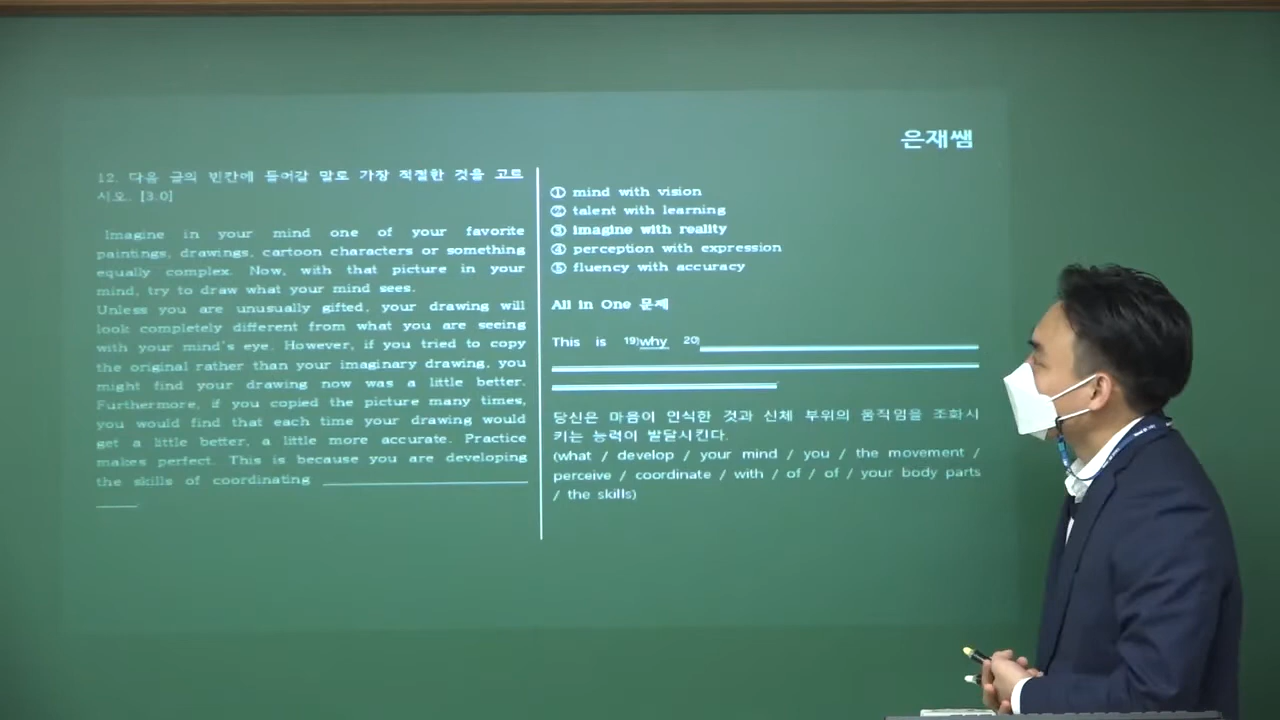 은재쌤
12. 다음 글의 빈칸에 들어갈 말로 가장 적절한 것을 고르
시오. [3.0]
Imagine in your mind one of your favorite
paintings, drawings, cartoon characters or something
equally complex. Now, with that picture in your
mind, try to draw what your mind sees.
Unless you are unusually gifted, your drawing will
look completely different from what you are seeing
with your mind's eye. However, if you tried to copy
the original rather than your imaginary drawing, you
might find your drawing now was a little better.
Furthermore, if you copied the picture many times,
you would find that each time your drawing would
get a little better, a little more accurate. Practice
makes perfect. This is because you are developing
the skills of coordinating
① mind with vision
② talent with learning
③ imagine with reality
④ perception with expression
⑤ fluency with accuracy
All in One 문제
This is 19)why 20)
당신은 마음이 인식한 것과 신체 부위의 움직임을 조화시
키는 능력이 발달시킨다.
(what / develop / your mind / you / the movement /
perceive / coordinate / with / of / of / your body parts
/ the skills)